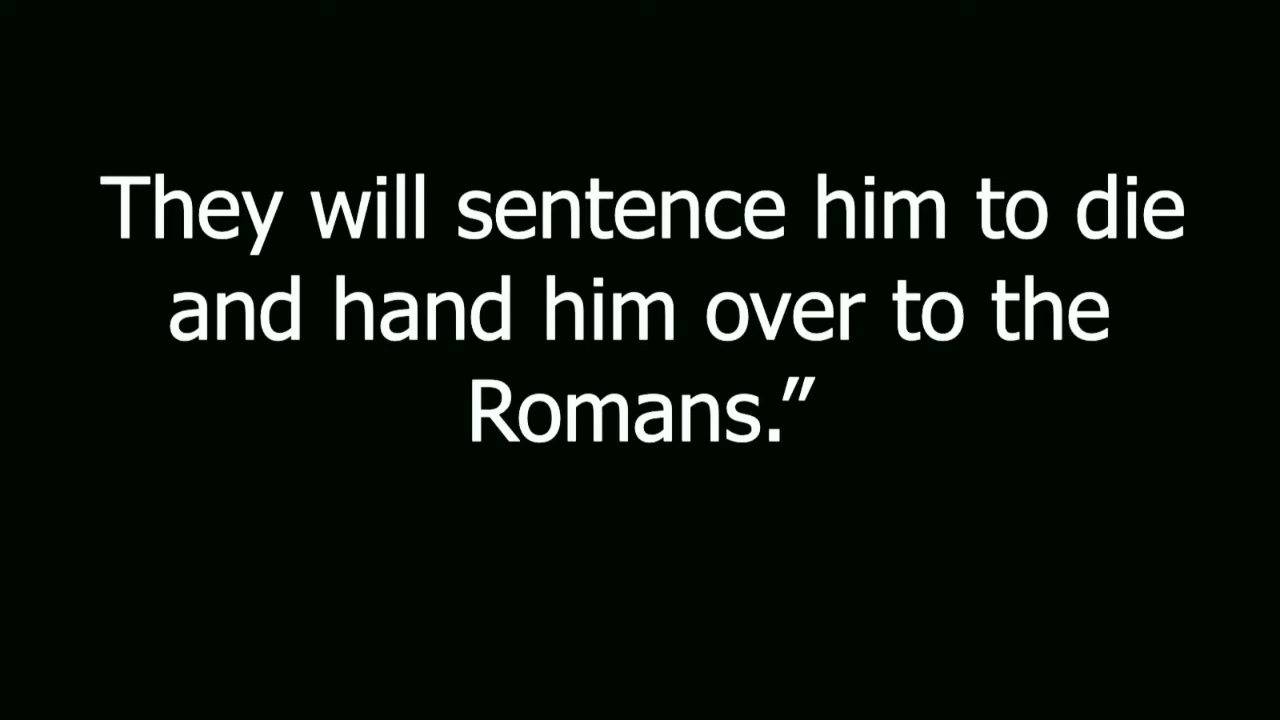 They will sentence him to die
and hand him over to the
Romans.”